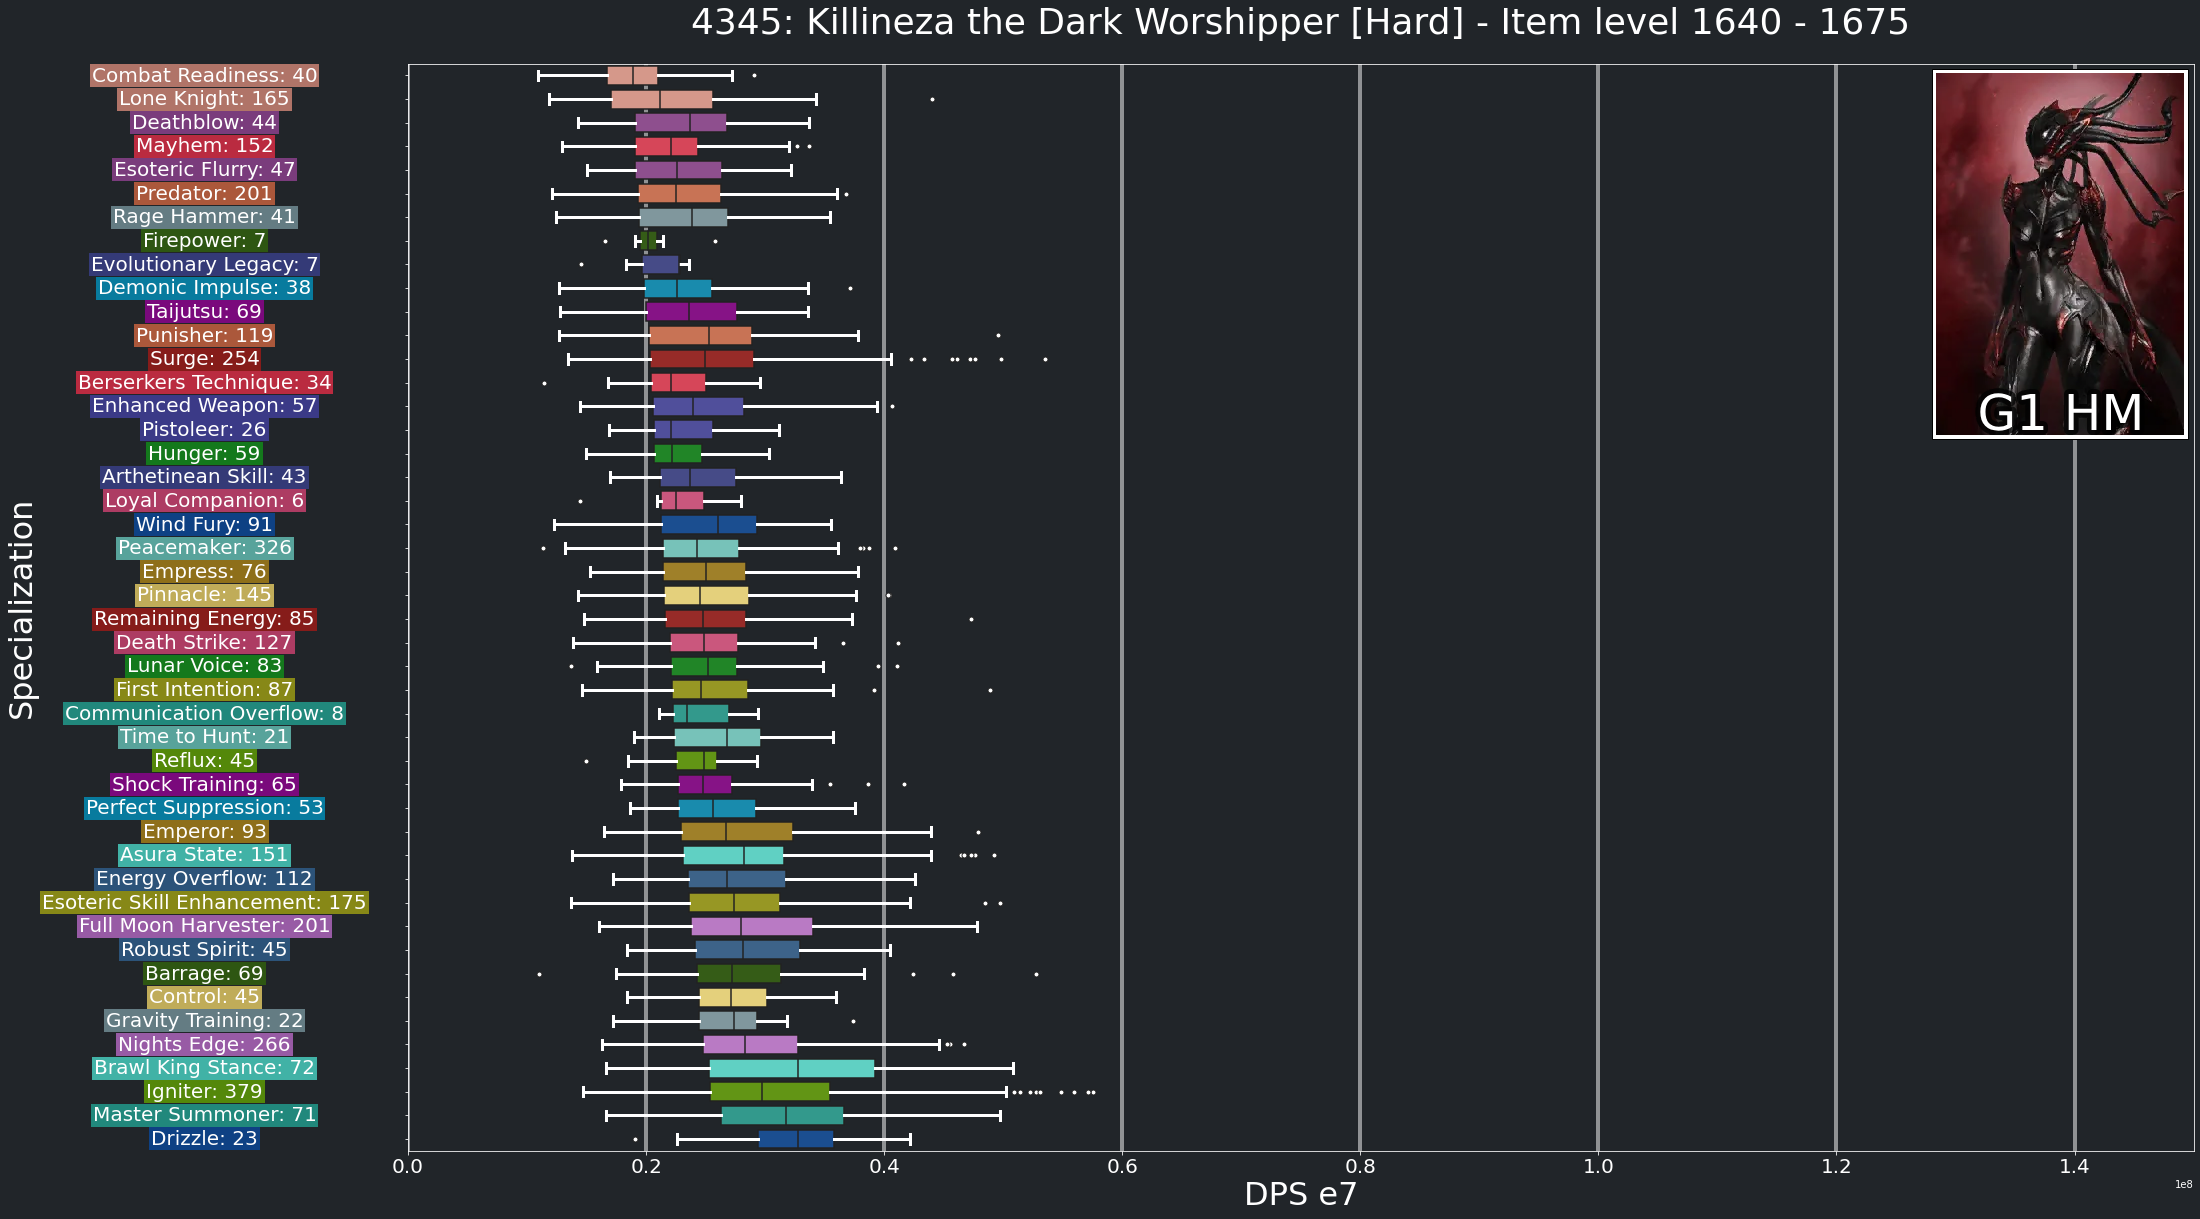 4345: Killineza the Dark Worshipper [Hard] - Item level 1640 - 1675
Combat Readiness: 40
Lone Knight: 165
Deathblow: 44
Mayhem: 152
Esoteric Flurry: 47
Predator: 201
Rage Hammer: 41
Firepower: 7
Evolutionary Legacy: 7
Demonic Impulse: 38
Taijutsu: 69
Punisher: 119
Surge: 254
Berserkers Technique: 34
Enhanced Weapon: 57
Pistoleer: 26
Hunger: 59
Arthetinean Skill: 43
Loyal Companion: 6
Wind Fury: 91
Peacemaker: 326
Empress: 76
Pinnacle: 145
Remaining Energy: 85
Death Strike: 127
Lunar Voice: 83
First Intention: 87
Communication Overflow: 8
Time to Hunt: 21
Reflux: 45
Shock Training: 65
Perfect Suppression: 53
Emperor: 93
Asura State: 151
Energy Overflow: 112
Esoteric Skill Enhancement: 175
Full Moon Harvester: 201
Robust Spirit: 45
Barrage: 69
Control: 45
Gravity Training: 22
Nights Edge: 266
Brawl King Stance: 72
Igniter: 379
Master Summoner: 71
Drizzle: 23
Specialization
G1 HM
0.0 0.2 0.4 0.6 0.8 1.0 1.2 1.4
1e8
DPS e7